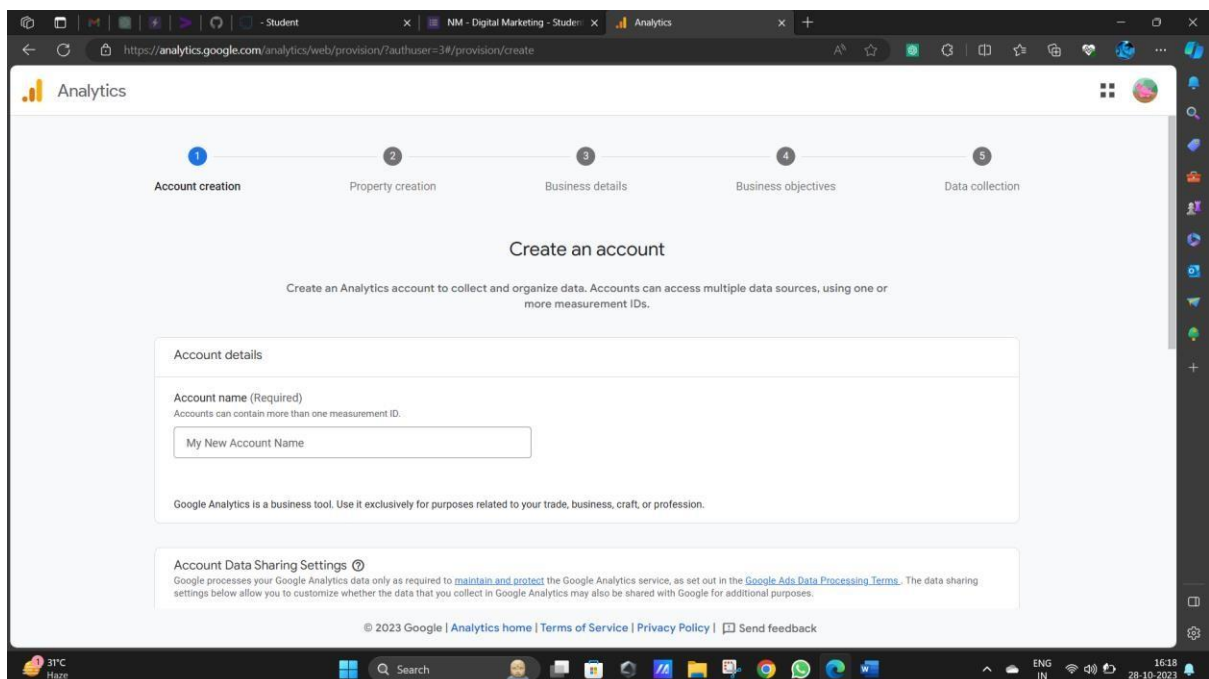 - Student
NM - Digital Marketing - Studen
Analytics
https://analytics.google.com/analytics/web/provision/?authuser=3#/provision/create
Analytics
1
2
3
4
5
Account creation
Property creation
Business details
Business objectives
Data collection
Create an account
Create an Analytics account to collect and organize data. Accounts can access multiple data sources, using one or
more measurement IDs.
Account details
Account name (Required)
Accounts can contain more than one measurement ID.
My New Account Name
Google Analytics is a business tool. Use it exclusively for purposes related to your trade, business, craft, or profession.
Account Data Sharing Settings
Google processes your Google Analytics data only as required to maintain and protect the Google Analytics service, as set out in the Google Ads Data Processing Terms . The data sharing
settings below allow you to customize whether the data that you collect in Google Analytics may also be shared with Google for additional purposes.
© 2023 Google | Analytics home | Terms of Service | Privacy Policy | Send feedback
1
31°C
Haze
Search
ENG
IN
16:18
28-10-2023